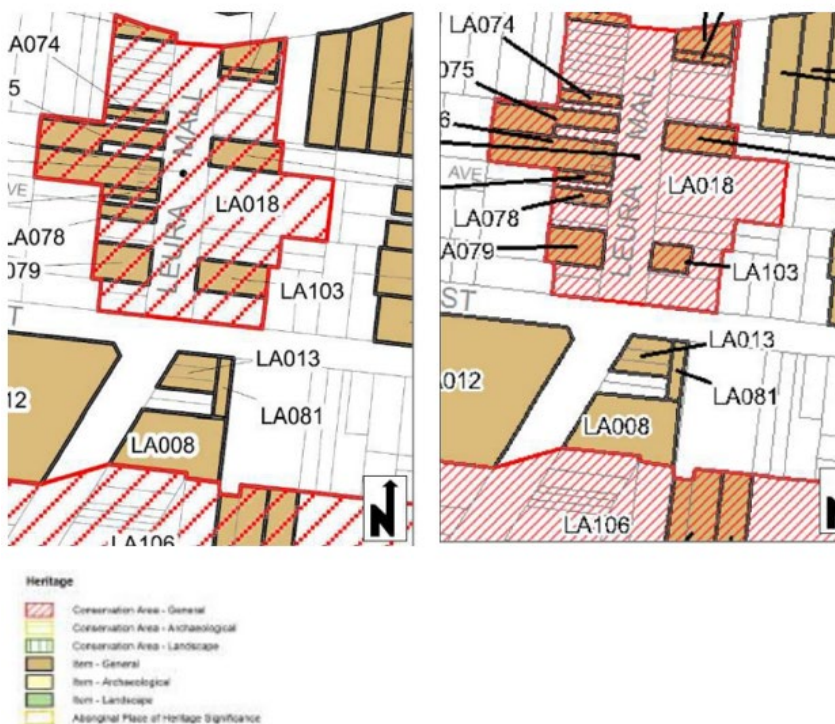 A074
5
MALL
LA018
AVE
LA078
LEURA
079
LA103
T
LA013
12
LA081
LA008
LA106
N
LA074
075
6
MALL
AVE
LA018
LA078
LEURA
A079
LA103
ST
LA013
012
LA081
LA008
LA106
N
Heritage
Conservation Area - General
Conservation Area - Archaeological
Conservation Area - Landscape
Item - General
Item - Archaeological
Item - Landscape
Aboriginal Place of Heritage Significance